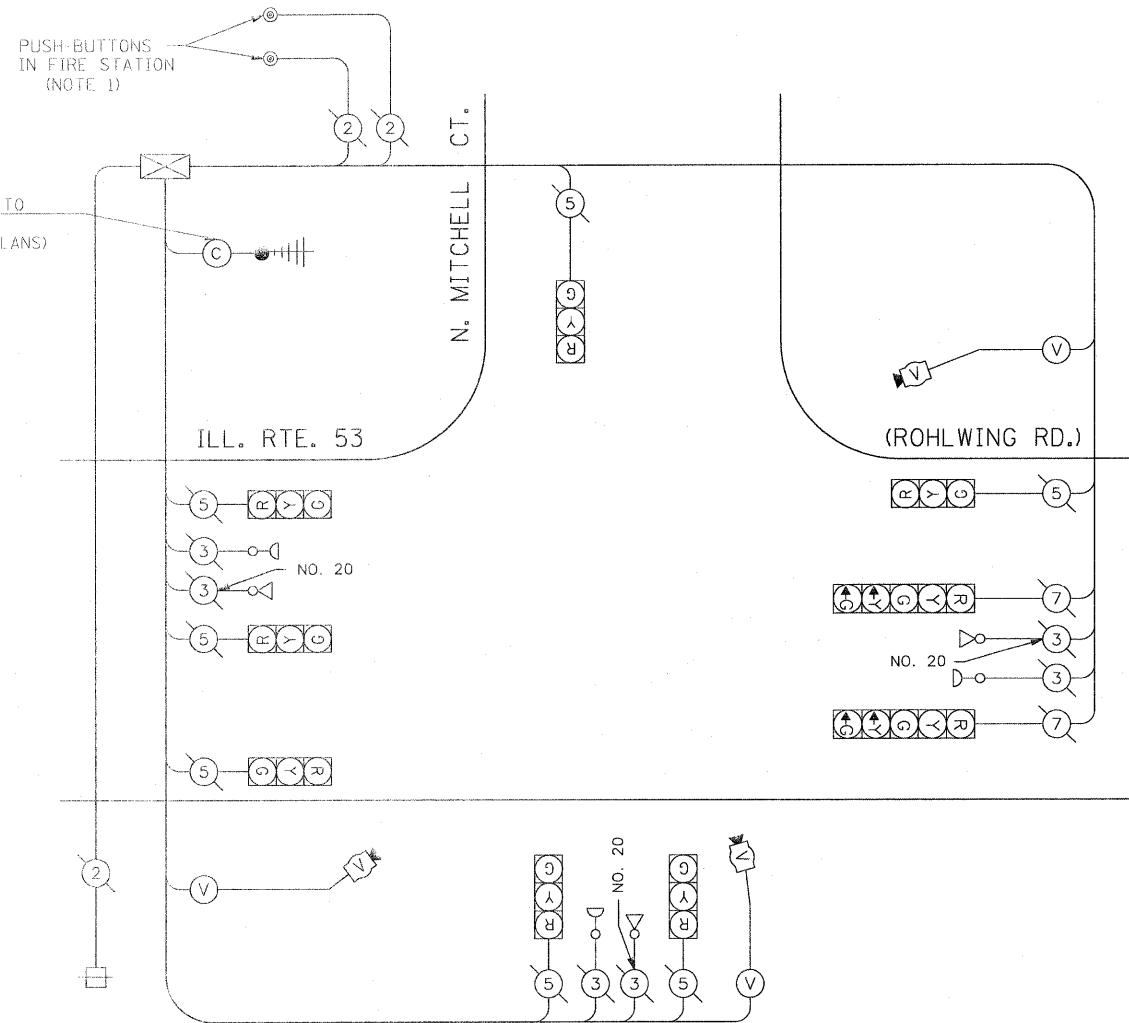 PUSH-BUTTONS
IN FIRE STATION
(NOTE 1)
2
2
N. MITCHELL CT.
TO
LANS)
C
5
G
Y
R
V
V
ILL. RTE. 53
(ROHLWING RD.)
5
R Y G
R Y G
5
3
3
NO. 20
G Y G Y R
7
3
NO. 20
3
5
R Y G
G Y G Y R
7
5
G Y R
2
V
V
G
Y
R
NO. 20
G
Y
R
V
5
3
3
5
V